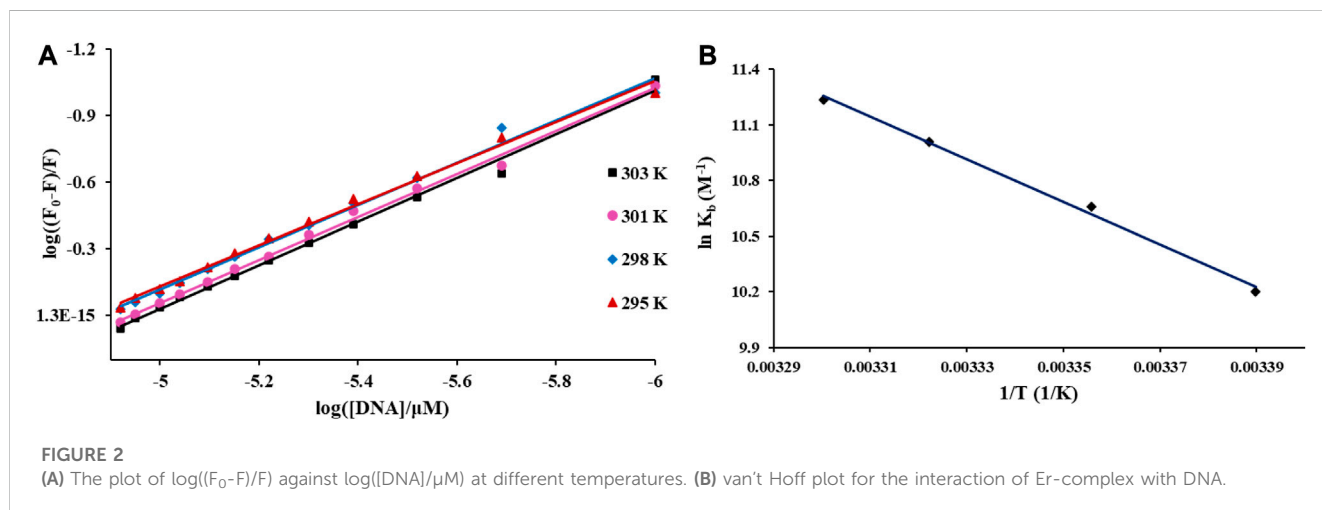 A
B
-1.2
-0.9
-0.6
-0.3
1.3E-15
log((F₀-F)/F)
-5
-5.2
-5.4
-5.6
-5.8
-6
log([DNA]/µM)
303 K
301 K
298 K
295 K
11.4
11.1
10.8
10.5
10.2
9.9
ln K_b (M⁻¹)
0.00329
0.00331
0.00333
0.00335
0.00337
0.00339
1/T (1/K)
FIGURE 2
(A) The plot of log((F₀-F)/F) against log([DNA]/µM) at different temperatures. (B) van’t Hoff plot for the interaction of Er-complex with DNA.